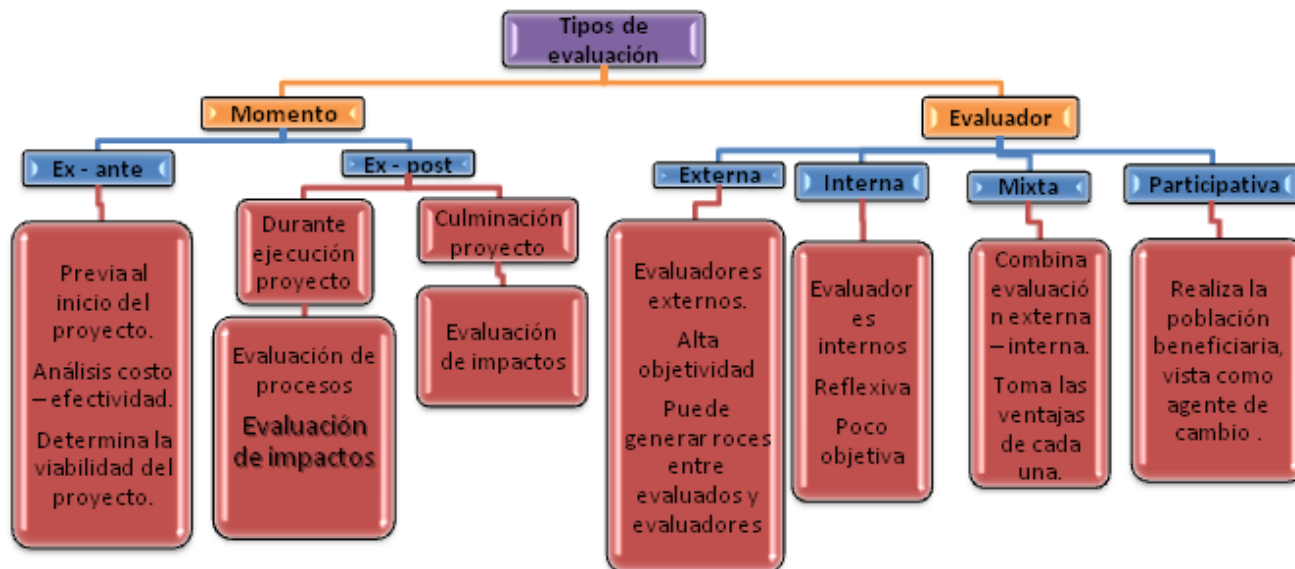 Tipos de
evaluación
Momento
Evaluador
Ex - ante
Ex - post
Externa
Interna
Mixta
Participativa
Previa al
inicio del
proyecto.
Análisis costo
– efectividad.
Determina la
viabilidad del
proyecto.
Durante
ejecución
proyecto
Evaluación de
procesos
Evaluación
de impactos
Culminación
proyecto
Evaluación
de impactos
Evaluadores
externos.
Alta
objetividad
Puede
generar roces
entre
evaluados y
evaluadores
Evaluador
es
internos
Reflexiva
Poco
objetiva
Combina
evaluació
n externa
– interna.
Toma las
ventajas
de cada
una.
Realiza la
población
beneficiaria,
vista como
agente de
cambio .